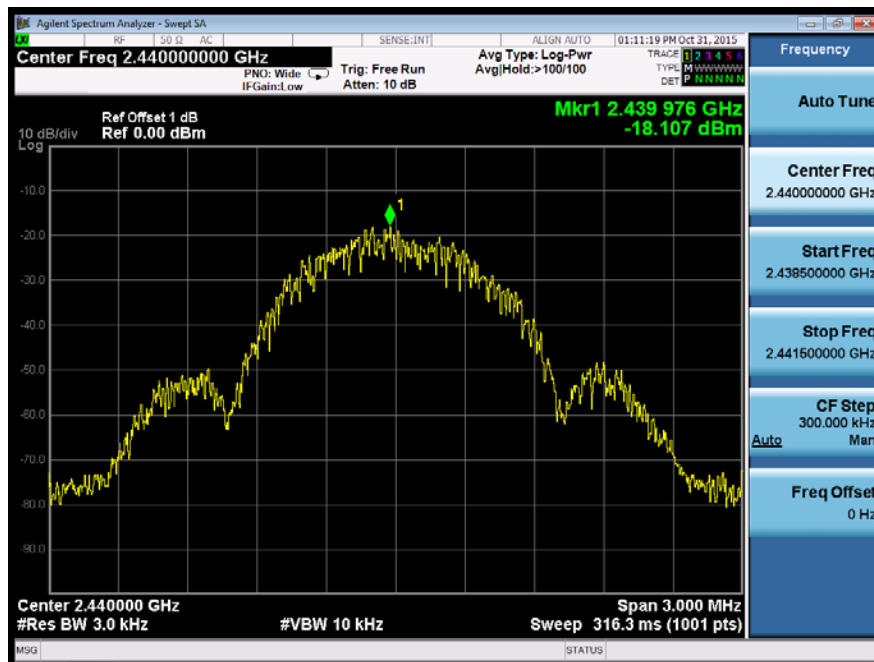 Agilent Spectrum Analyzer - Swept SA
LXI RF 50 Ω AC SENSE:INT ALIGN AUTO 01:11:19 PM Oct 31, 2015
Center Freq 2.440000000 GHz
PNO: Wide
IFGain:Low
Trig: Free Run
Atten: 10 dB
Avg Type: Log-Pwr
Avg|Hold:>100/100
TRACE 1 2 3 4 5 6
TYPE M W W W W W
DET P N N N N N
Ref Offset 1 dB
Ref 0.00 dBm
10 dB/div
Log
Mkr1 2.439 976 GHz
-18.107 dBm
1
-10.0
-20.0
-30.0
-40.0
-50.0
-60.0
-70.0
-80.0
-90.0
Center 2.440000 GHz
#Res BW 3.0 kHz
#VBW 10 kHz
Span 3.000 MHz
Sweep 316.3 ms (1001 pts)
MSG
STATUS
Frequency
Auto Tune
Center Freq
2.440000000 GHz
Start Freq
2.438500000 GHz
Stop Freq
2.441500000 GHz
CF Step
300.000 kHz
Auto Man
Freq Offset
0 Hz